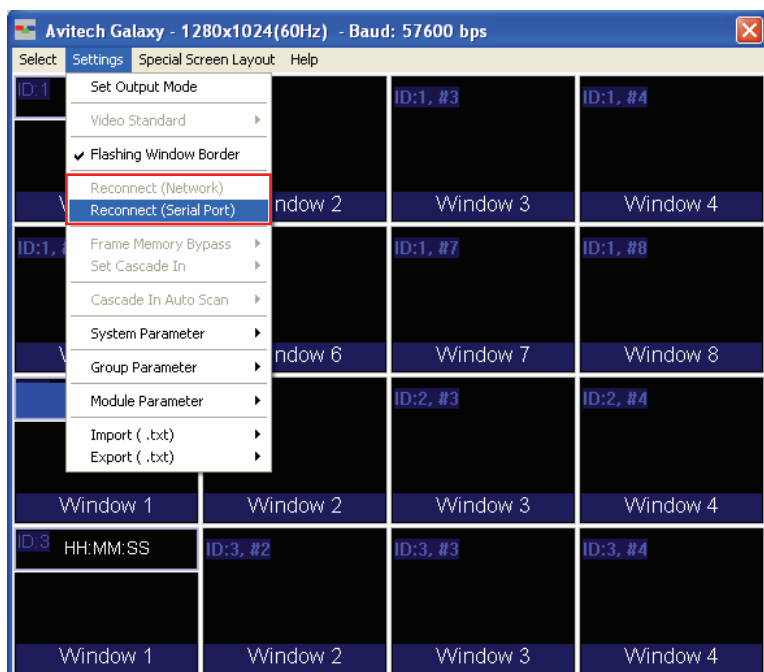 Avitech Galaxy - 1280x1024(60Hz) - Baud: 57600 bps
Select Settings Special Screen Layout Help
Set Output Mode
Video Standard
Flashing Window Border
Reconnect (Network)
Reconnect (Serial Port)
Frame Memory Bypass
Set Cascade In
Cascade In Auto Scan
System Parameter
Group Parameter
Module Parameter
Import ( .txt)
Export ( .txt)
ID:1 ID:1, #3 ID:1, #4
ndow 2 Window 3 Window 4
ID:1, ID:1, #7 ID:1, #8
ndow 6 Window 7 Window 8
ID:2, #3 ID:2, #4
Window 1 Window 2 Window 3 Window 4
ID:3 HH:MM:SS ID:3, #2 ID:3, #3 ID:3, #4
Window 1 Window 2 Window 3 Window 4